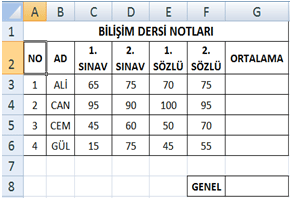 A B C D E F G
1 BİLİŞİM DERSİ NOTLARI
2 NO AD 1. SINAV 2. SINAV 1. SÖZLÜ 2. SÖZLÜ ORTALAMA
3 1 ALİ 65 75 70 75
4 2 CAN 95 90 100 95
5 3 CEM 45 60 50 70
6 4 GÜL 15 75 45 55
7
8 GENEL